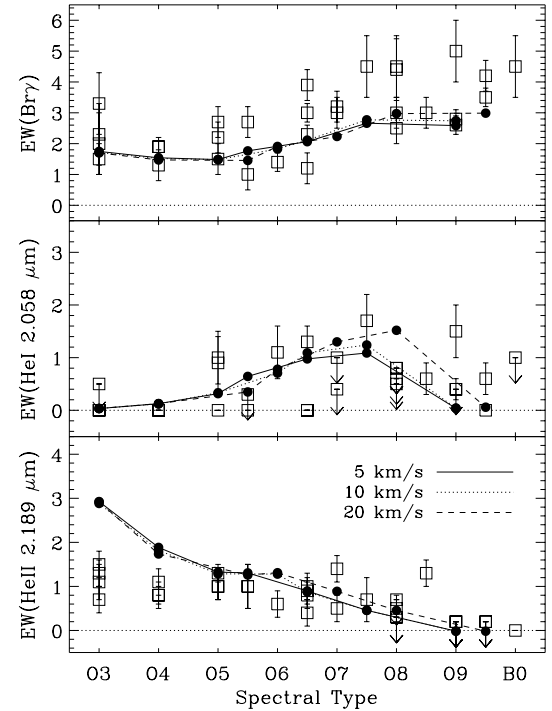 6
5
4
3
2
1
0
EW(Brγ)
3
2
1
0
EW(HeI 2.058 μm)
4
3
2
1
0
EW(HeII 2.189 μm)
5 km/s
10 km/s
20 km/s
O3 O4 O5 O6 O7 O8 O9 B0
Spectral Type